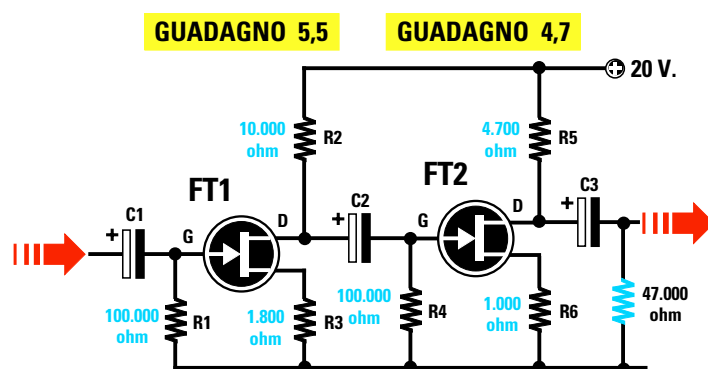 GUADAGNO 5,5
GUADAGNO 4,7
+ 20 V.
10.000
ohm
R2
4.700
ohm
R5
FT1
FT2
C1
+
G
D
C2
+
G
D
C3
+
100.000
ohm
R1
1.800
ohm
R3
100.000
ohm
R4
1.000
ohm
R6
47.000
ohm